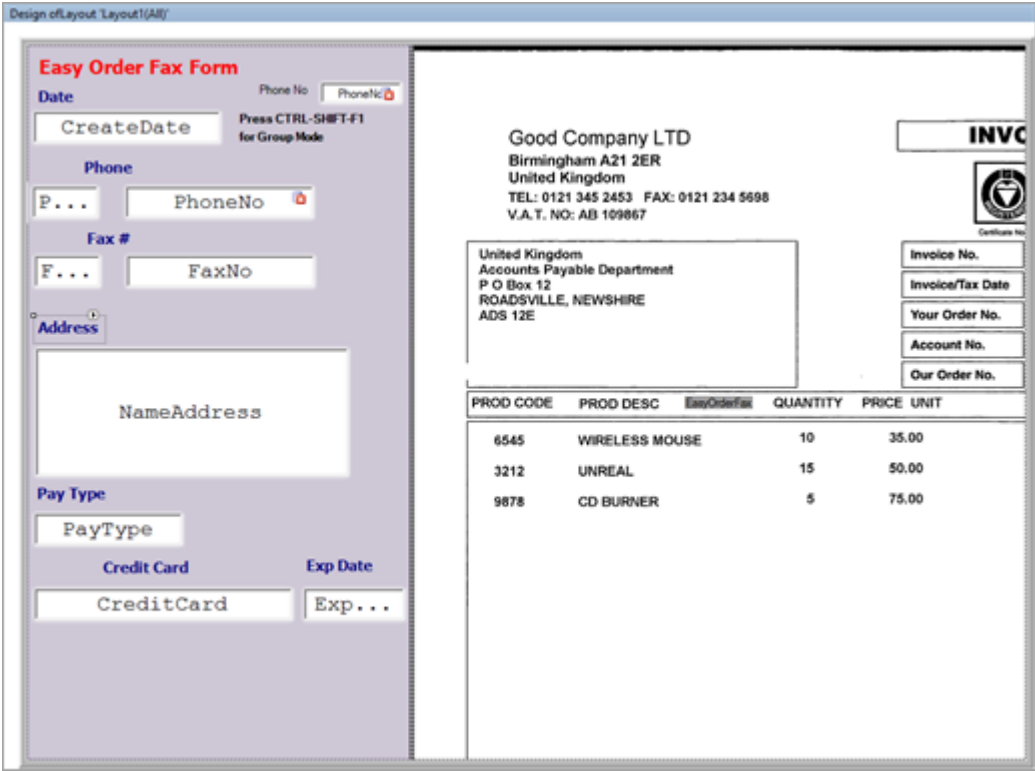 Design ofLayout 'Layout1(All)'
Easy Order Fax Form
Date
Phone No
PhoneNo
CreateDate
Press CTRL-SHIFT-F1
for Group Mode
Phone
P...
PhoneNo
Fax #
F...
FaxNo
Address
NameAddress
Pay Type
PayType
Credit Card
Exp Date
CreditCard
Exp...
Good Company LTD
Birmingham A21 2ER
United Kingdom
TEL: 0121 345 2453 FAX: 0121 234 5698
V.A.T. NO: AB 109867
INVO
Certificate No
United Kingdom
Accounts Payable Department
P O Box 12
ROADSVILLE, NEWSHIRE
ADS 12E
Invoice No.
Invoice/Tax Date
Your Order No.
Account No.
Our Order No.
PROD CODE PROD DESC EasyOrderFax QUANTITY PRICE UNIT
6545 WIRELESS MOUSE 10 35.00
3212 UNREAL 15 50.00
9878 CD BURNER 5 75.00